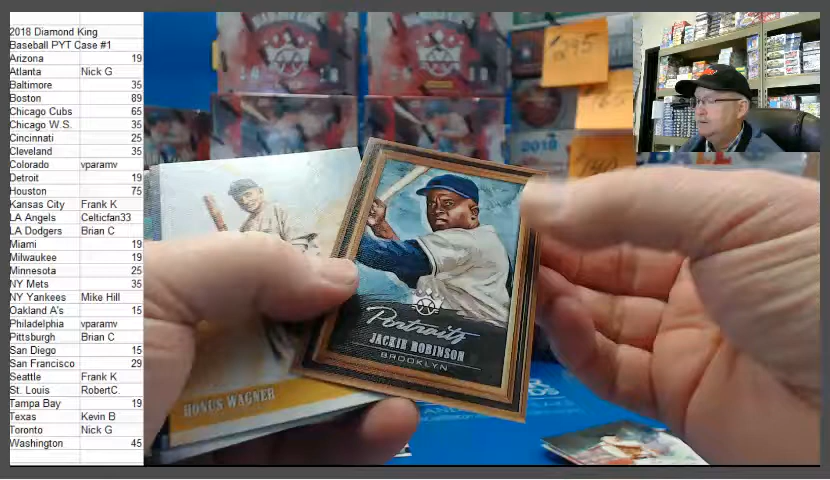 2018 Diamond King
Baseball PYT Case #1
Arizona 19
Atlanta Nick G
Baltimore 35
Boston 89
Chicago Cubs 65
Chicago W.S. 35
Cincinnati 25
Cleveland 35
Colorado vparamv
Detroit 19
Houston 75
Kansas City Frank K
LA Angels Celticfan33
LA Dodgers Brian C
Miami 19
Milwaukee 19
Minnesota 25
NY Mets 35
NY Yankees Mike Hill
Oakland A's 15
Philadelphia vparamv
Pittsburgh Brian C
San Diego 15
San Francisco 29
Seattle Frank K
St. Louis RobertC.
Tampa Bay 19
Texas Kevin B
Toronto Nick G
Washington 45
Portraits
JACKIE ROBINSON
BROOKLYN
HONUS WAGNER
2018